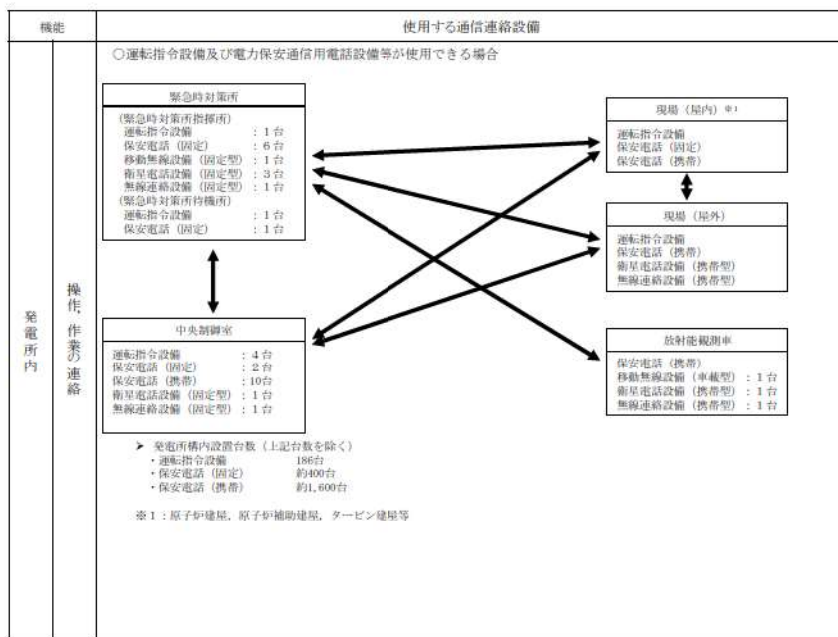 機能
使用する通信連絡設備
発電所内
操作，作業の連絡
○運転指令設備及び電力保安通信用電話設備等が使用できる場合
緊急時対策所
(緊急時対策所指揮所)
運転指令設備 : 1台
保安電話 (固定) : 6台
移動無線設備 (固定型) : 1台
衛星電話設備 (固定型) : 3台
無線連絡設備 (固定型) : 1台
(緊急時対策所待機所)
運転指令設備 : 1台
保安電話 (固定) : 1台
中央制御室
運転指令設備 : 4台
保安電話 (固定) : 2台
保安電話 (携帯) : 10台
衛星電話設備 (固定型) : 1台
無線連絡設備 (固定型) : 1台
現場 (屋内) ※1
運転指令設備
保安電話 (固定)
保安電話 (携帯)
現場 (屋外)
運転指令設備
保安電話 (携帯)
衛星電話設備 (携帯型)
無線連絡設備 (携帯型)
放射能観測車
保安電話 (携帯)
移動無線設備 (車載型) : 1台
衛星電話設備 (携帯型) : 1台
無線連絡設備 (携帯型) : 1台
➤ 発電所構内設置台数 (上記台数を除く)
・運転指令設備 186台
・保安電話 (固定) 約400台
・保安電話 (携帯) 約1,600台
※1：原子炉建屋，原子炉補助建屋，タービン建屋等